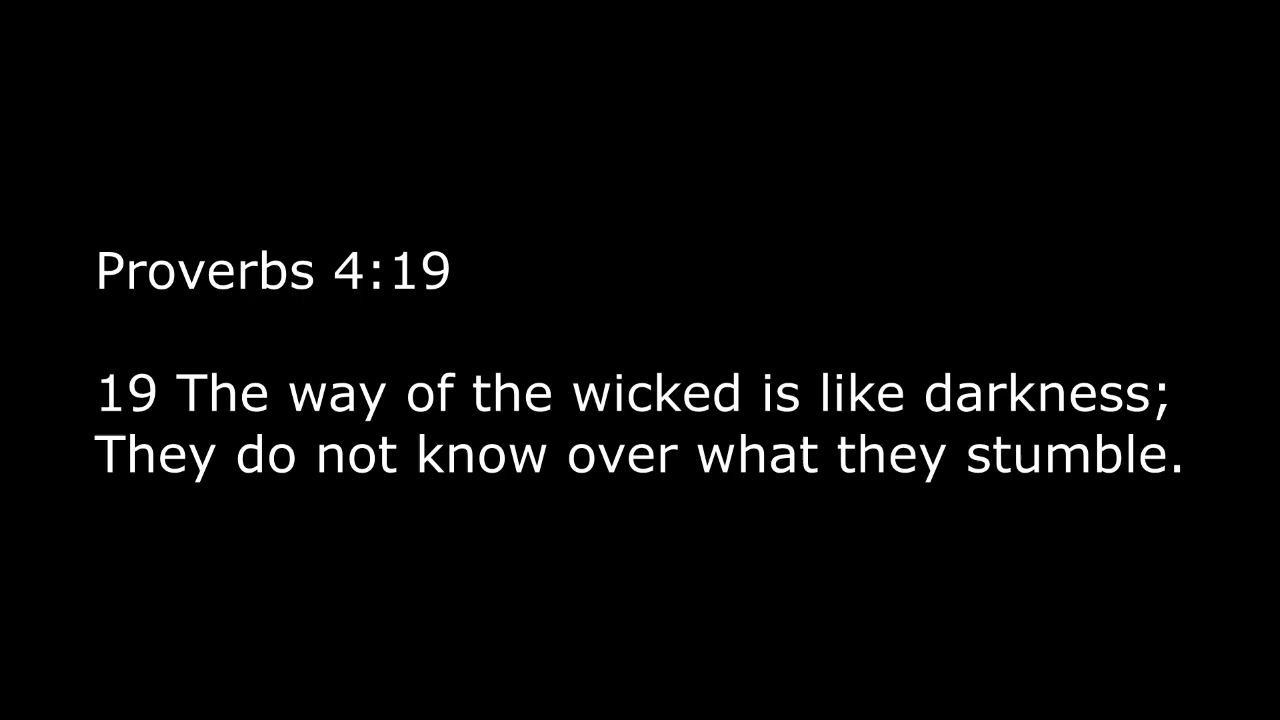 Proverbs 4:19
19 The way of the wicked is like darkness;
They do not know over what they stumble.